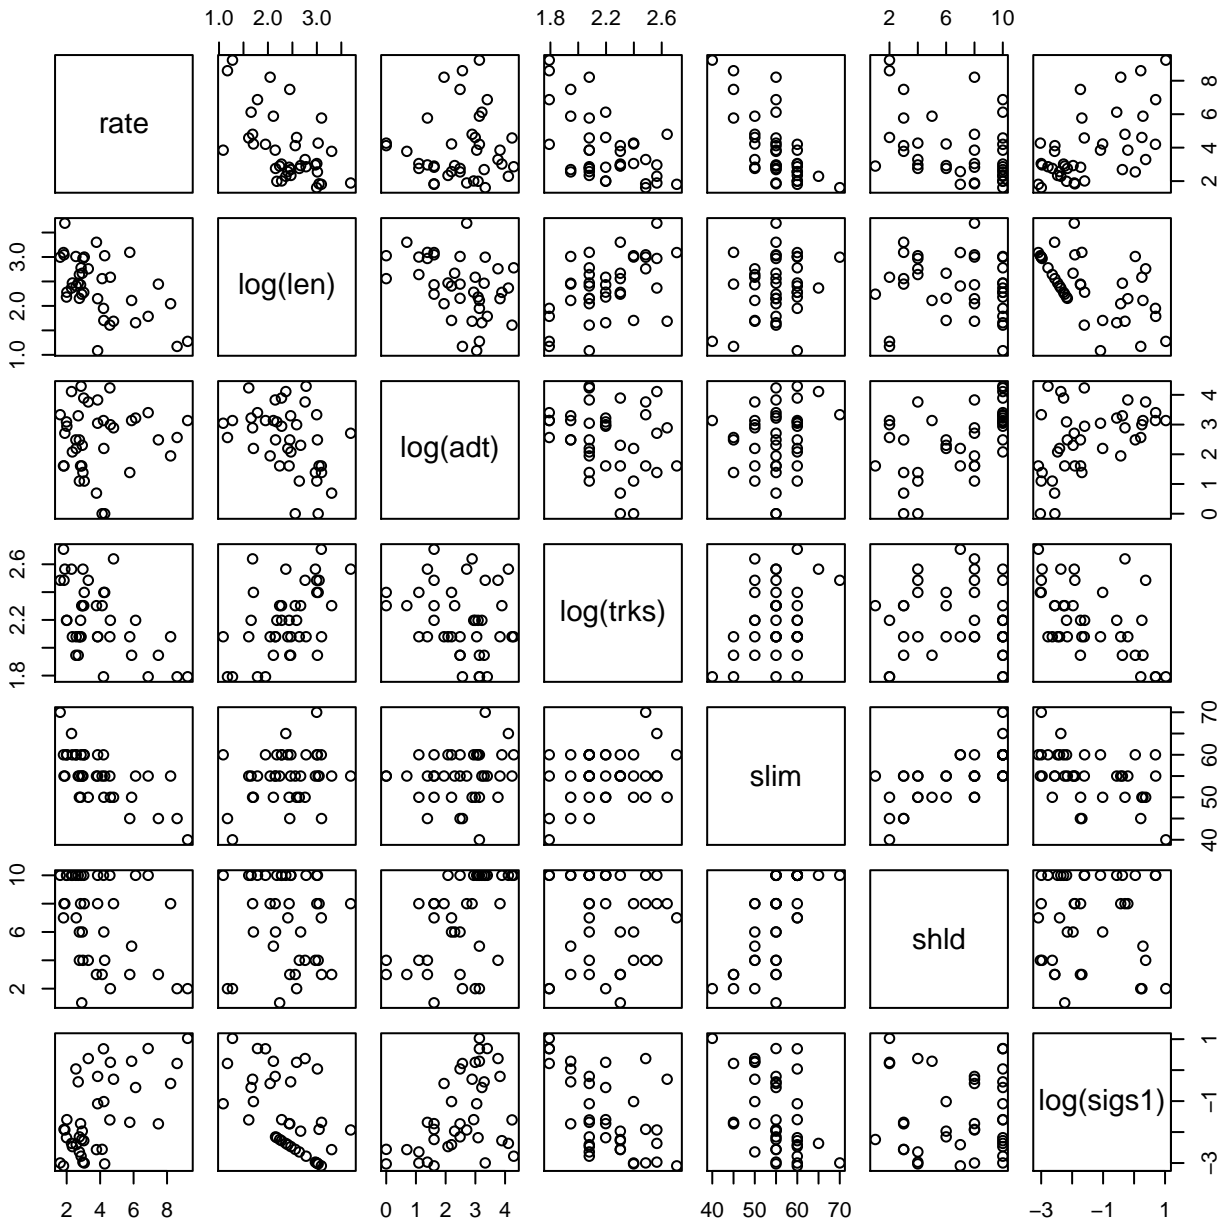 1.0 2.0 3.0 1.8 2.2 2.6 2 6 10
rate 2 4 6 8
1.0 2.0 3.0 log(len)
log(adt) 0 1 2 3 4
1.8 2.2 2.6 log(trks)
slim 40 50 60 70
2 6 10 shld
log(sigs1) −3 −1 1
2 4 6 8 0 1 2 3 4 40 50 60 70 −3 −1 1